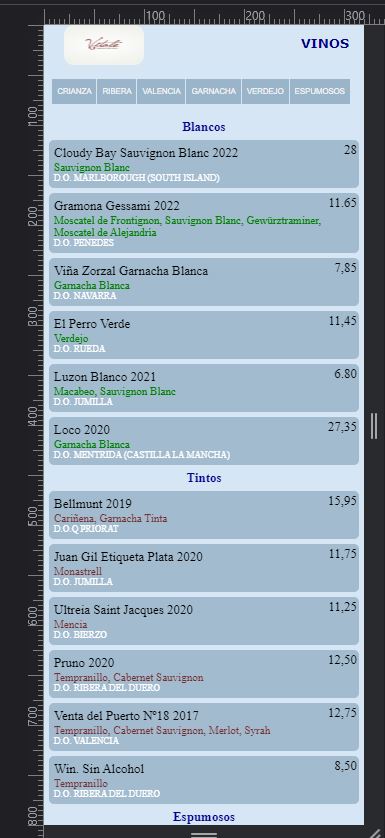 100
200
300
Vitale
VINOS
CRIANZA
RIBERA
VALENCIA
GARNACHA
VERDEJO
ESPUMOSOS
Blancos
Cloudy Bay Sauvignon Blanc 2022 28
Sauvignon Blanc
D.O. MARLBOROUGH (SOUTH ISLAND)
Gramona Gessami 2022 11.65
Moscatel de Frontignon, Sauvignon Blanc, Gewürztraminer,
Moscatel de Alejandria
D.O. PENEDES
Viña Zorzal Garnacha Blanca 7,85
Garnacha Blanca
D.O. NAVARRA
El Perro Verde 11,45
Verdejo
D.O. RUEDA
Luzon Blanco 2021 6.80
Macabeo, Sauvignon Blanc
D.O. JUMILLA
Loco 2020 27,35
Garnacha Blanca
D.O. MENTRIDA (CASTILLA LA MANCHA)
Tintos
Bellmunt 2019 15,95
Cariñena, Garnacha Tinta
D.O.Q PRIORAT
Juan Gil Etiqueta Plata 2020 11,75
Monastrell
D.O. JUMILLA
Ultreia Saint Jacques 2020 11,25
Mencia
D.O. BIERZO
Pruno 2020 12,50
Tempranillo, Cabernet Sauvignon
D.O. RIBERA DEL DUERO
Venta del Puerto Nº18 2017 12,75
Tempranillo, Cabernet Sauvignon, Merlot, Syrah
D.O. VALENCIA
Win. Sin Alcohol 8,50
Tempranillo
D.O. RIBERA DEL DUERO
Espumosos
100
200
300
400
500
600
700
800